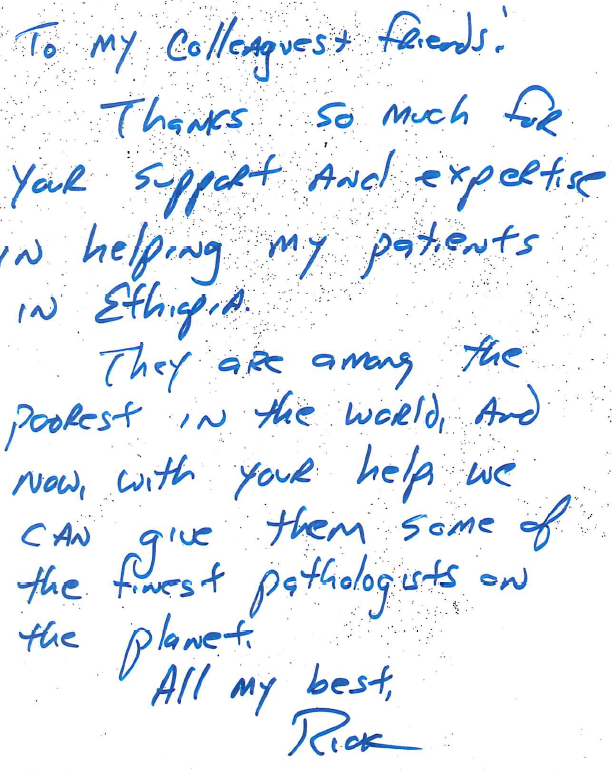 To my Colleagues + friends:
Thanks so much for
your support and expertise
in helping my patients
in Ethiopia.
They are among the
poorest in the world, and
now, with your help we
can give them some of
the finest pathologists on
the planet.
All my best,
Rick